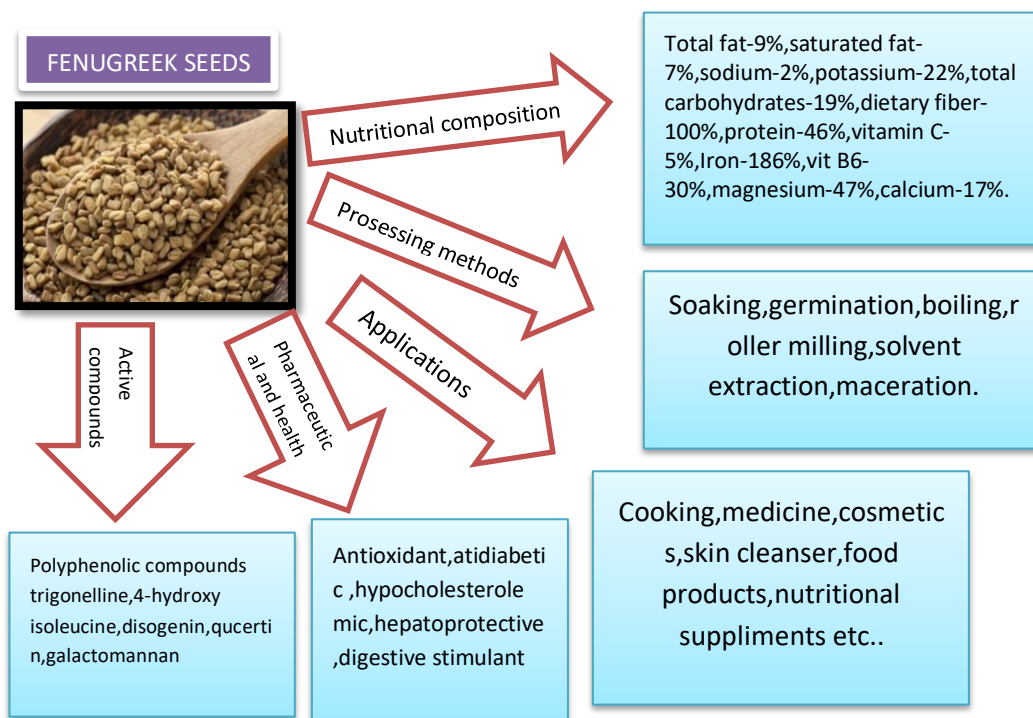 FENUGREEK SEEDS
Nutritional composition
Total fat-9%,saturated fat-
7%,sodium-2%,potassium-22%,total
carbohydrates-19%,dietary fiber-
100%,protein-46%,vitamin C-
5%,Iron-186%,vit B6-
30%,magnesium-47%,calcium-17%.
Prosessing methods
Soaking,germination,boiling,r
oller milling,solvent
extraction,maceration.
Applications
Cooking,medicine,cosmetic
s,skin cleanser,food
products,nutritional
suppliments etc..
Pharmaceutic
al and health
Antioxidant,atidiabetic
c ,hypocholesterole
mic,hepatoprotective
,digestive stimulant
Active
compounds
Polyphenolic compounds
trigonelline,4-hydroxy
isoleucine,disogenin,qucerti
n,galactomannan